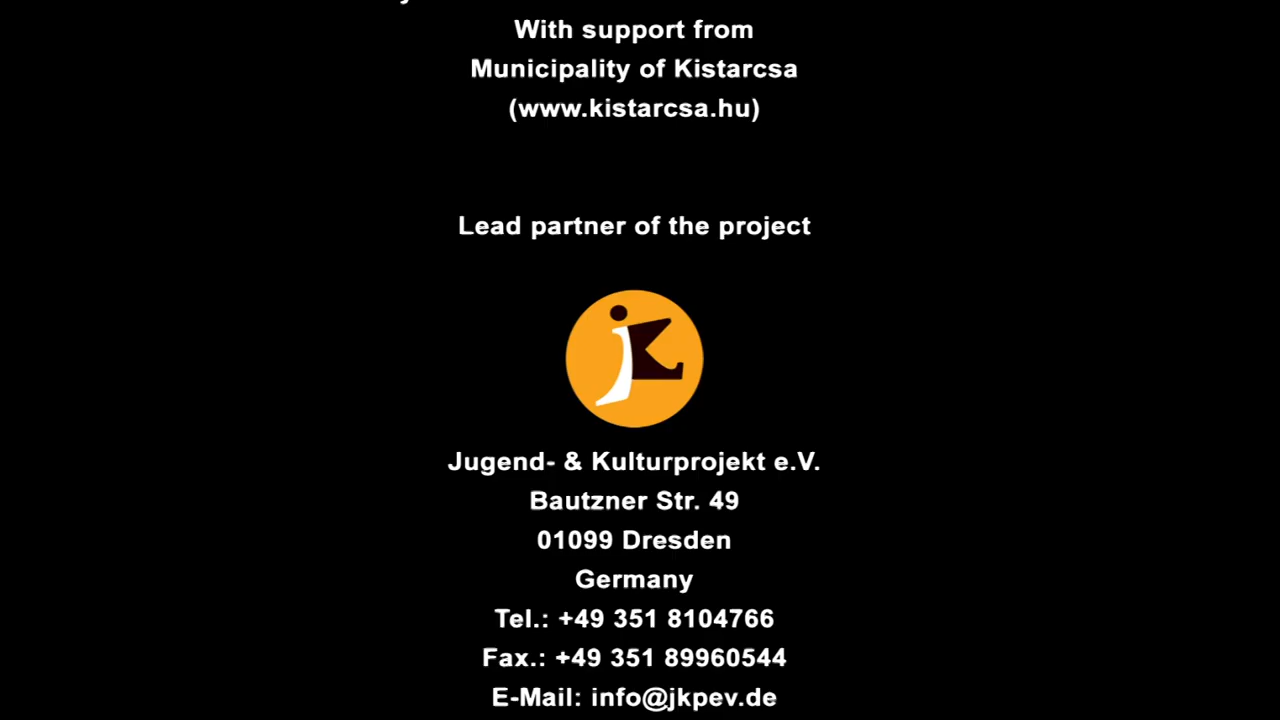 With support from
Municipality of Kistarcsa
(www.kistarcsa.hu)
Lead partner of the project
jk
Jugend- & Kulturprojekt e.V.
Bautzner Str. 49
01099 Dresden
Germany
Tel.: +49 351 8104766
Fax.: +49 351 89960544
E-Mail: info@jkpev.de